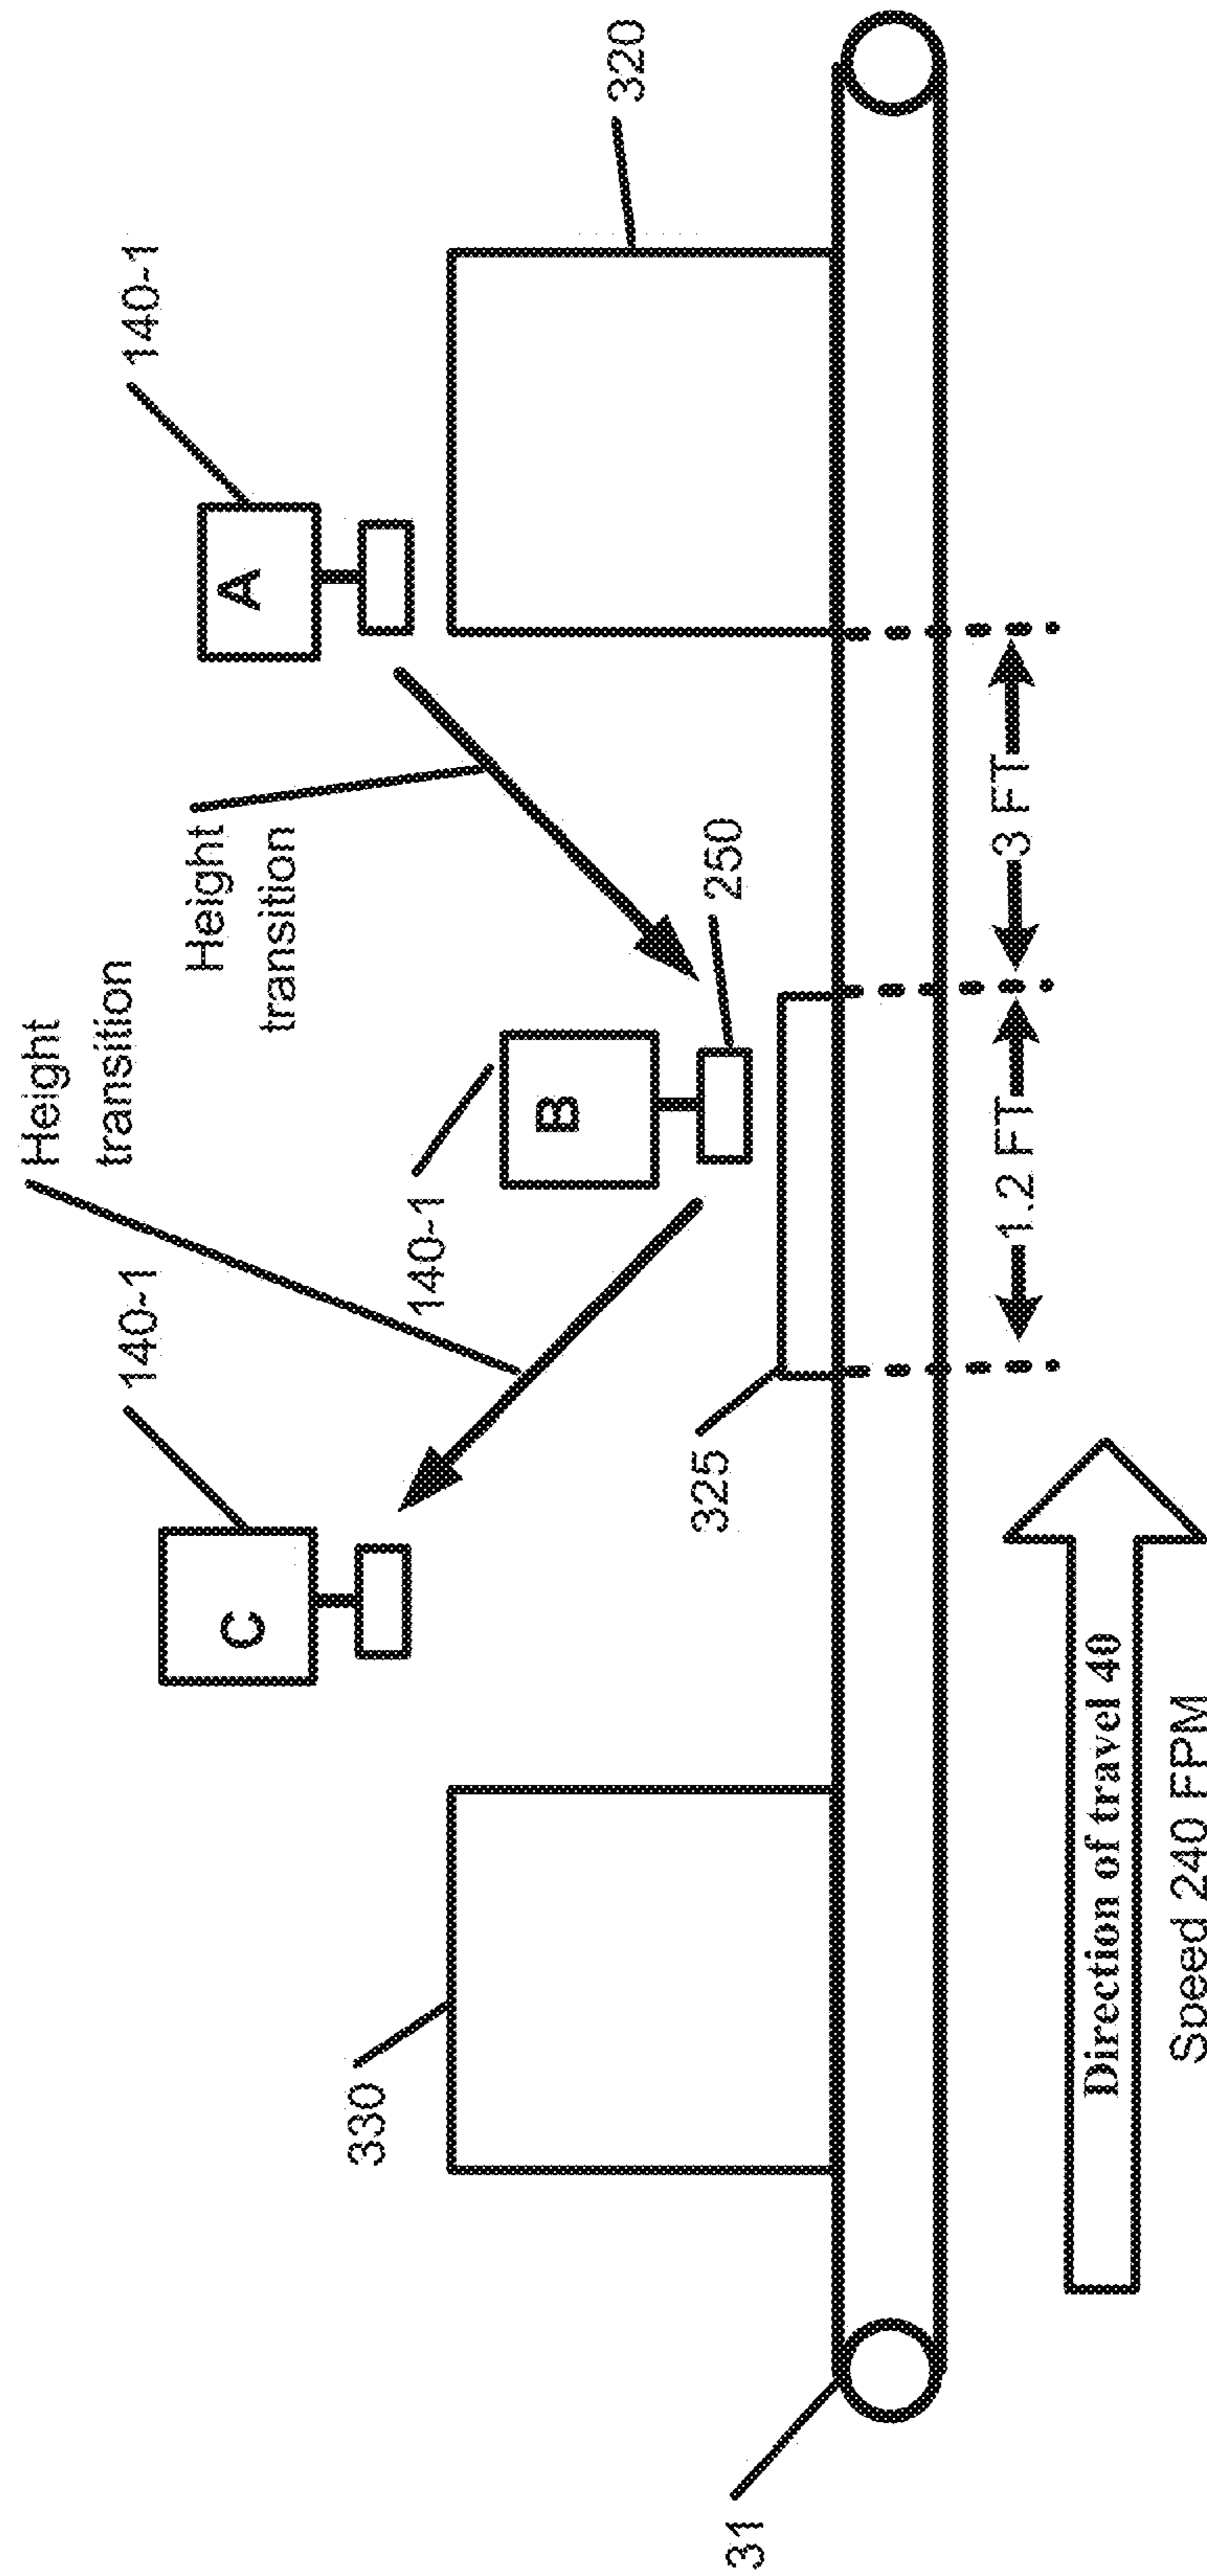 Height
transition
140-1
140-1
Height
transition
C
A
320
140-1
330
B
250
325
31
1.2 FT
3 FT
Direction of travel 40
Speed 240 FPM